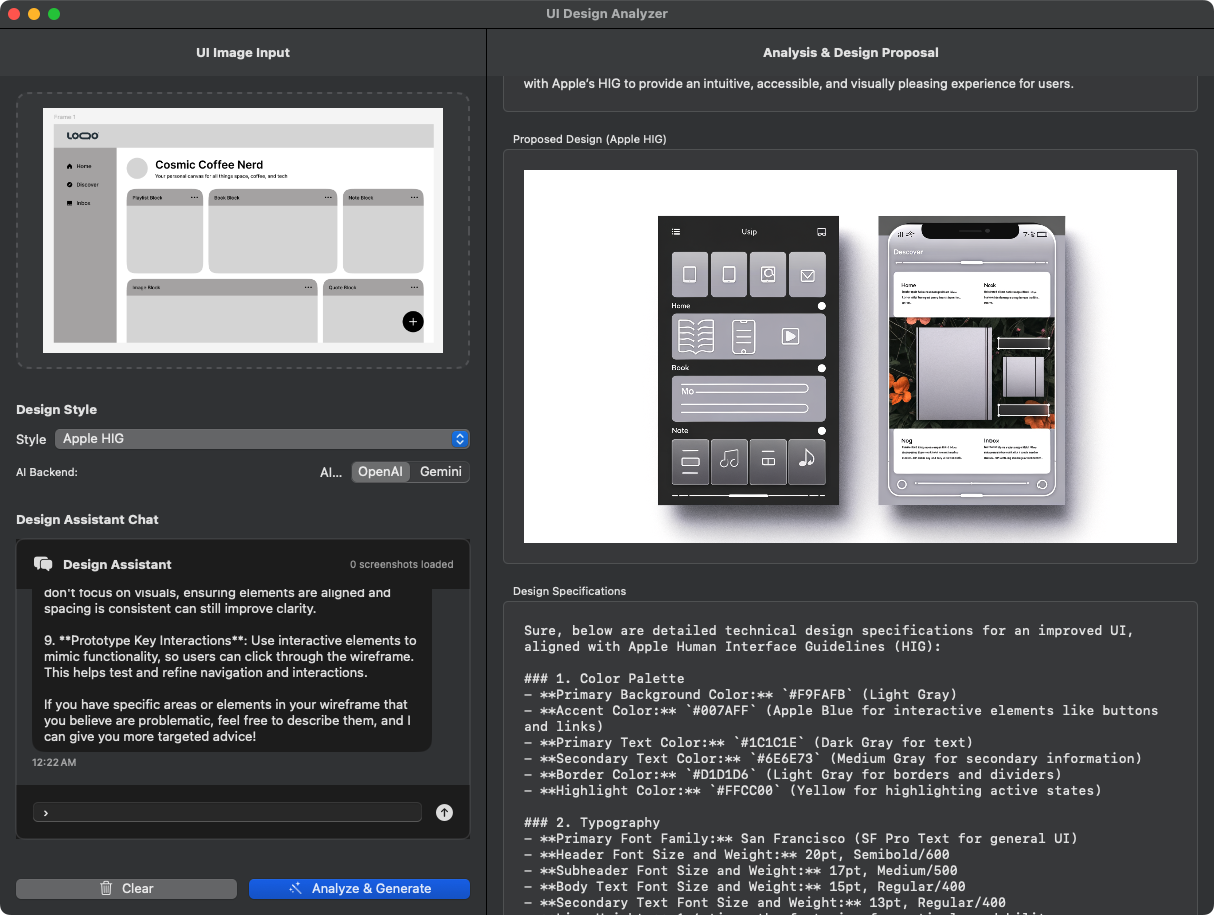 UI Design Analyzer
UI Image Input
Frame 1
LOGO
Home
Discover
Inbox
Cosmic Coffee Nerd
Your personal canvas for all things space, coffee, and tech
Playlist Block
Book Block
Note Block
Image Block
Quote Block
Design Style
Style
Apple HIG
AI Backend:
AI...
OpenAI
Gemini
Design Assistant Chat
Design Assistant
0 screenshots loaded
don't focus on visuals, ensuring elements are aligned and
spacing is consistent can still improve clarity.
9. **Prototype Key Interactions**: Use interactive elements to
mimic functionality, so users can click through the wireframe.
This helps test and refine navigation and interactions.
If you have specific areas or elements in your wireframe that
you believe are problematic, feel free to describe them, and I
can give you more targeted advice!
12:22 AM
›
Clear
Analyze & Generate
Analysis & Design Proposal
with Apple's HIG to provide an intuitive, accessible, and visually pleasing experience for users.
Proposed Design (Apple HIG)
Usip
Home
Book
Mo
Note
Descover
Home
Nook
Nog
Inbox
Design Specifications
Sure, below are detailed technical design specifications for an improved UI,
aligned with Apple Human Interface Guidelines (HIG):
### 1. Color Palette
- **Primary Background Color:** `#F9FAFB` (Light Gray)
- **Accent Color:** `#007AFF` (Apple Blue for interactive elements like buttons
and links)
- **Primary Text Color:** `#1C1C1E` (Dark Gray for text)
- **Secondary Text Color:** `#6E6E73` (Medium Gray for secondary information)
- **Border Color:** `#D1D1D6` (Light Gray for borders and dividers)
- **Highlight Color:** `#FFCC00` (Yellow for highlighting active states)
### 2. Typography
- **Primary Font Family:** San Francisco (SF Pro Text for general UI)
- **Header Font Size and Weight:** 20pt, Semibold/600
- **Subheader Font Size and Weight:** 17pt, Medium/500
- **Body Text Font Size and Weight:** 15pt, Regular/400
- **Secondary Text Font Size and Weight:** 13pt, Regular/400